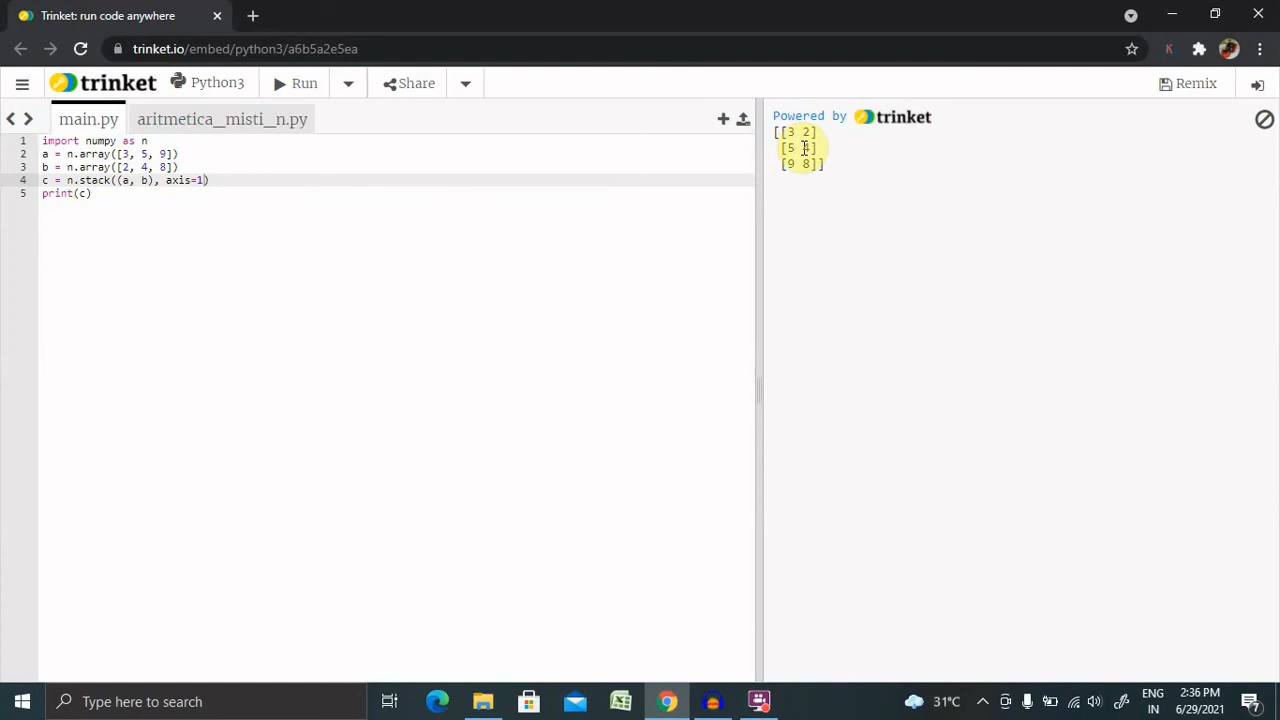 Trinket: run code anywhere
trinket.io/embed/python3/a6b5a2e5ea
K
trinket Python3 Run Share Remix
main.py aritmetica_misti_n.py
1 import numpy as n
2 a = n.array([3, 5, 9])
3 b = n.array([2, 4, 8])
4 c = n.stack((a, b), axis=1)
5 print(c)
Powered by trinket
[[3 2]
[5 4]
[9 8]]
Type here to search
31°C
ENG
IN
2:36 PM
6/29/2021
7